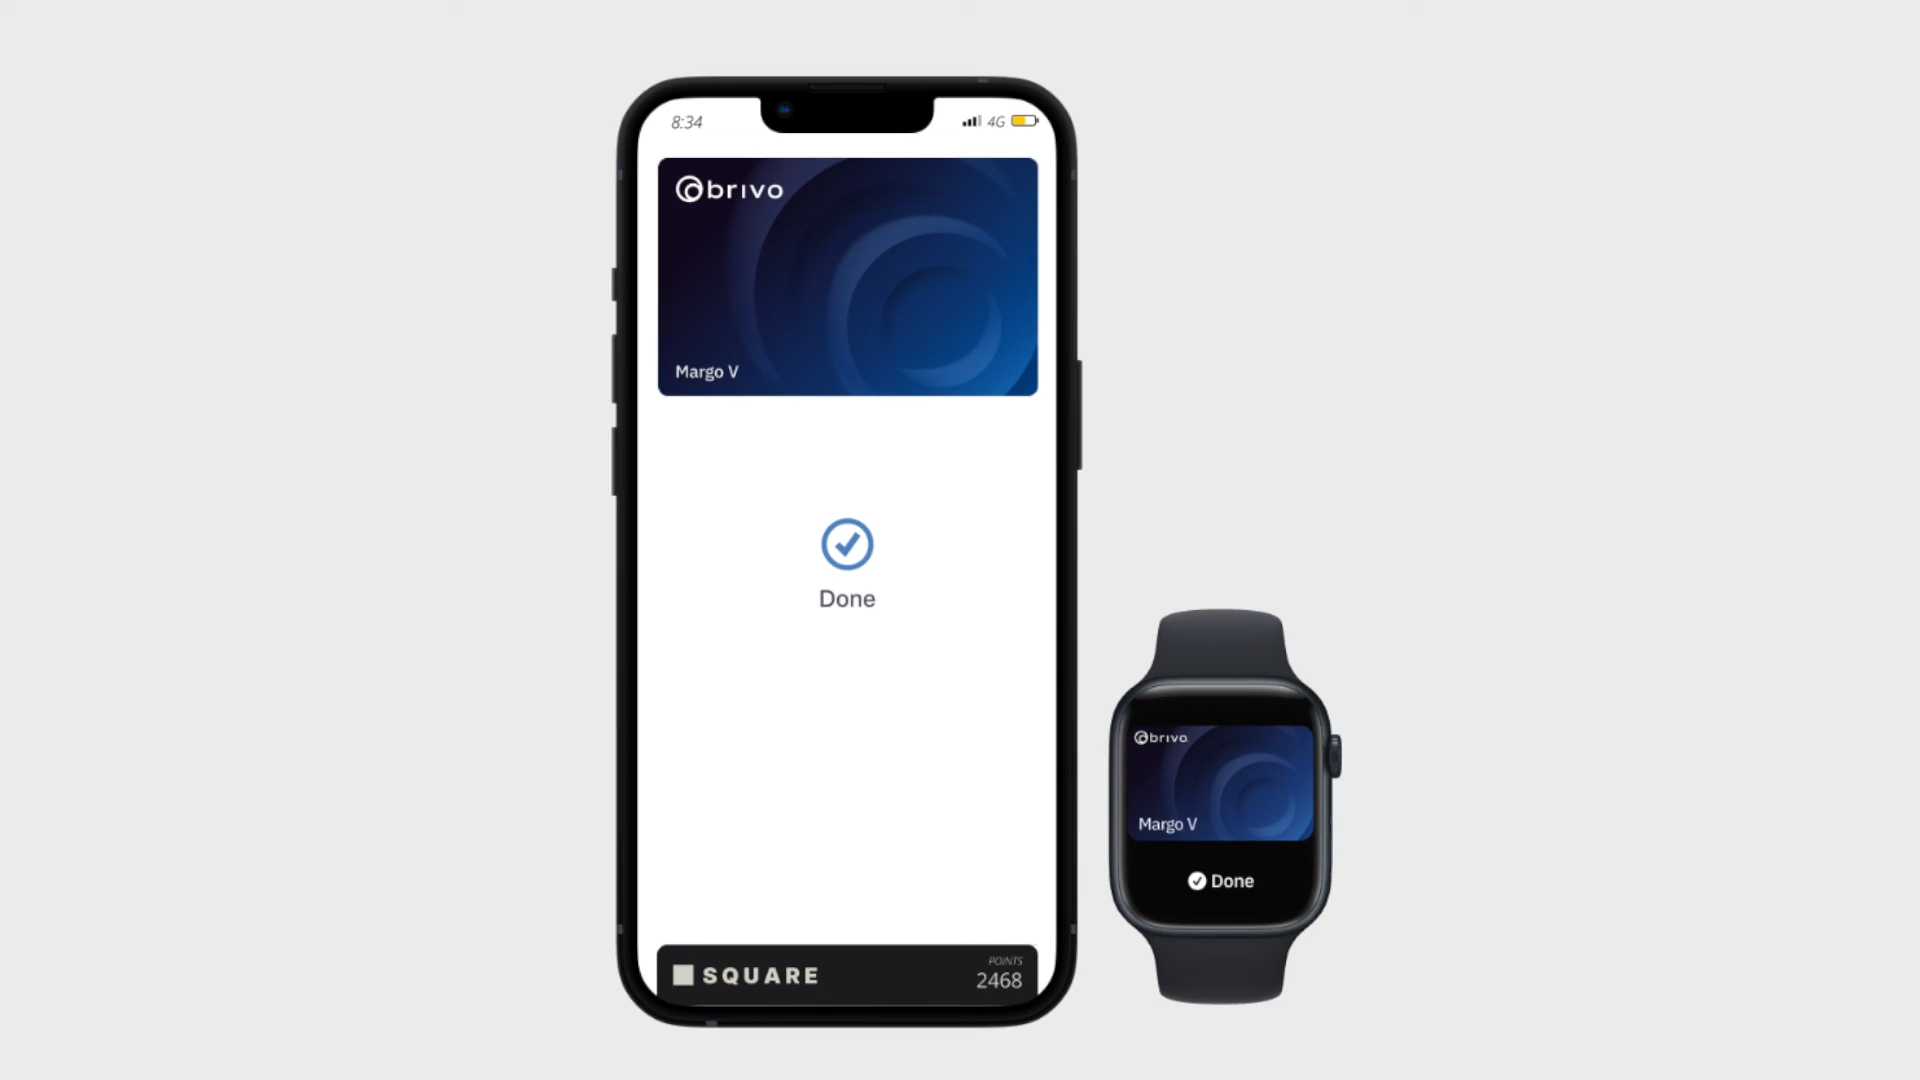 8:34
4G
brivo
Margo V
Done
SQUARE
POINTS
2468
brivo
Margo V
Done